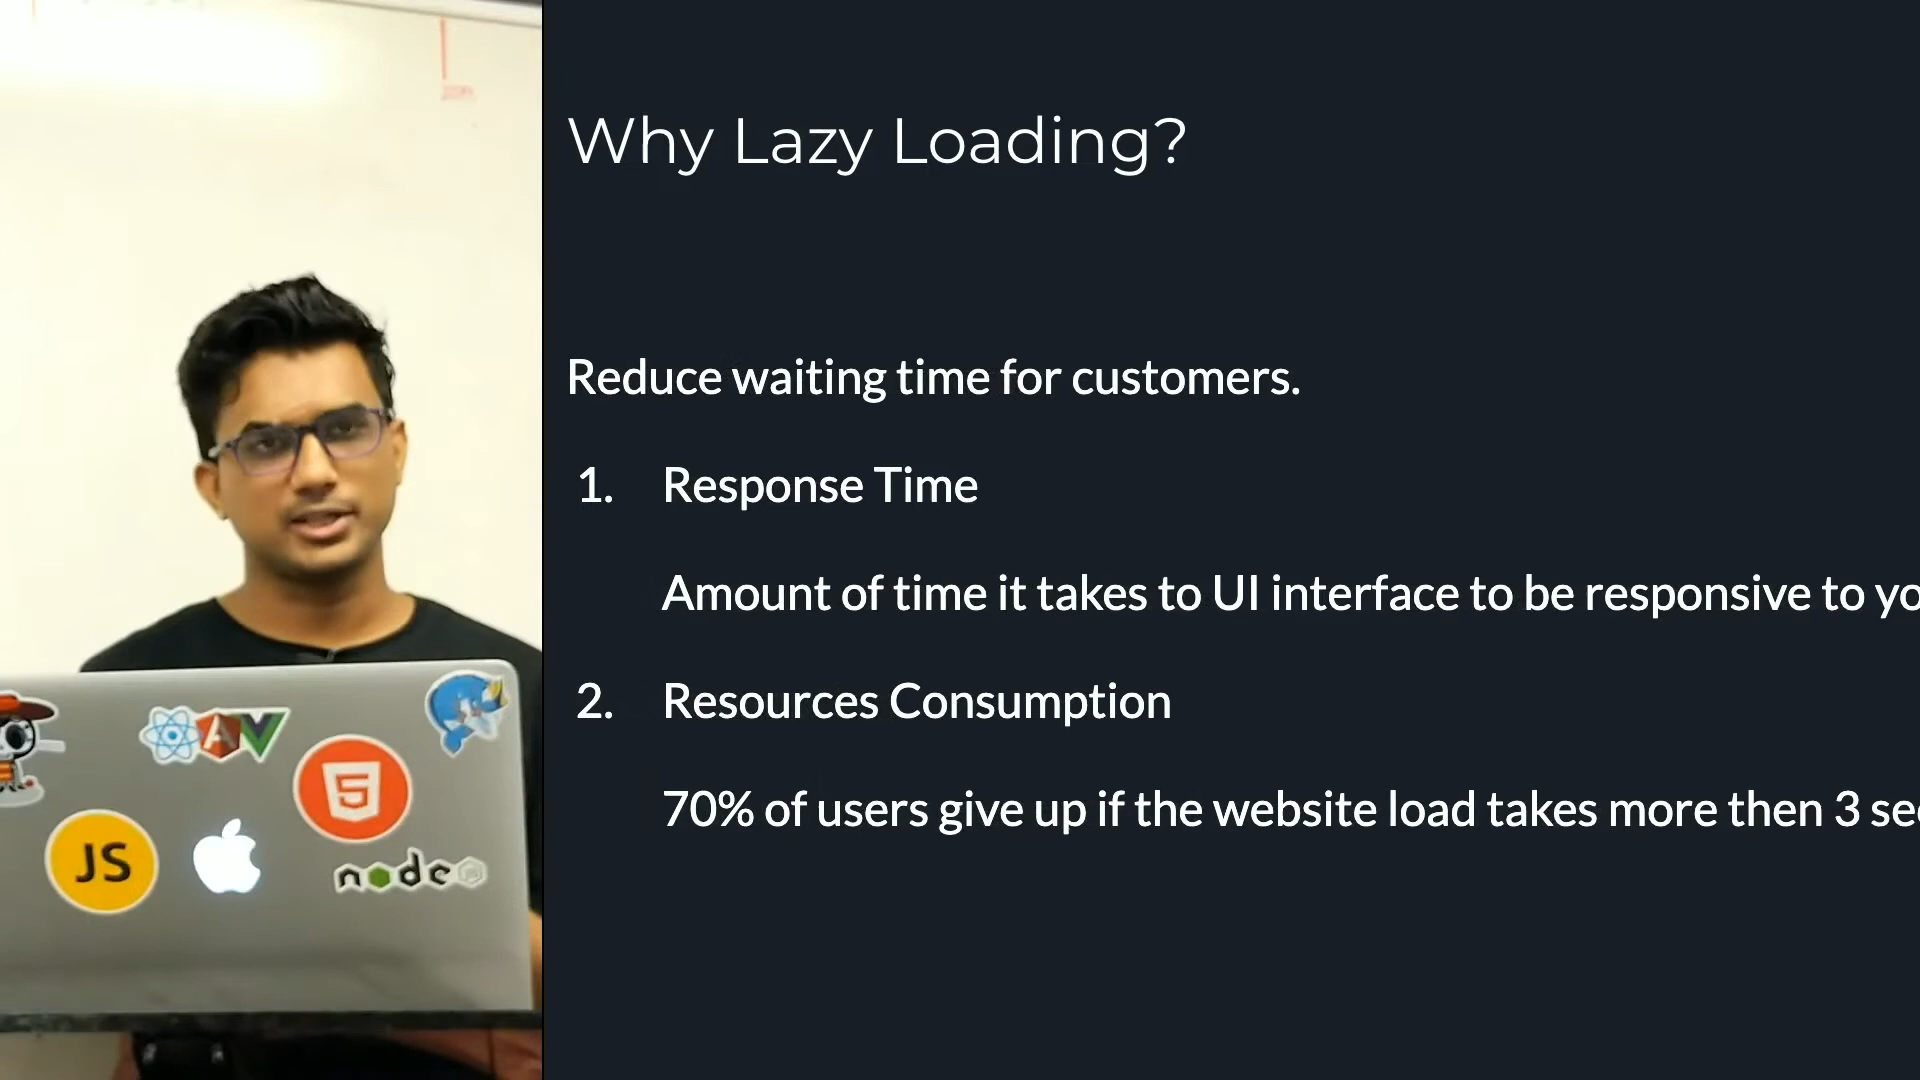 Why Lazy Loading?
Reduce waiting time for customers.
1. Response Time
Amount of time it takes to UI interface to be responsive to yo
2. Resources Consumption
70% of users give up if the website load takes more then 3 sec
JS
5
node
A